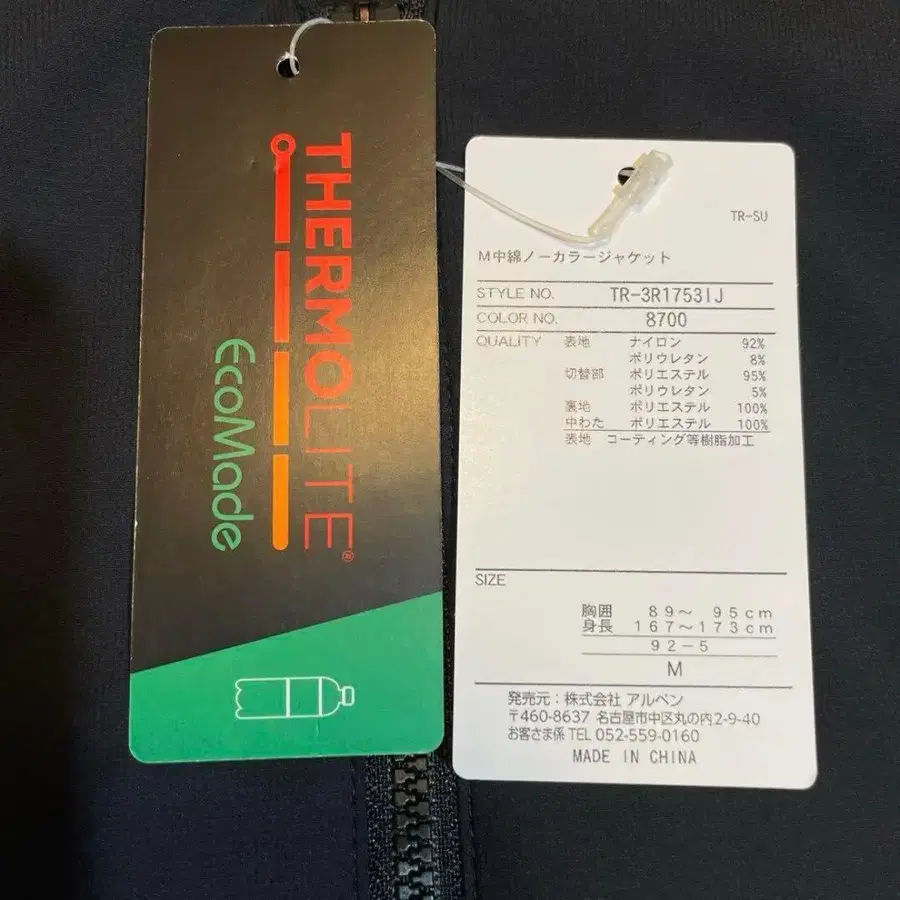 THERMOLITE®
EcoMade
TR-SU
M中綿ノーカラージャケット
STYLE NO. TR-3R1753IJ
COLOR NO. 8700
QUALITY 表地 ナイロン 92%
ポリウレタン 8%
切替部 ポリエステル 95%
ポリウレタン 5%
裏地 ポリエステル 100%
中わた ポリエステル 100%
表地 コーティング等樹脂加工
SIZE
胸囲 89～ 95cm
身長 167～173cm
92-5
M
発売元：株式会社 アルペン
〒460-8637 名古屋市中区丸の内2-9-40
お客さま係 TEL 052-559-0160
MADE IN CHINA